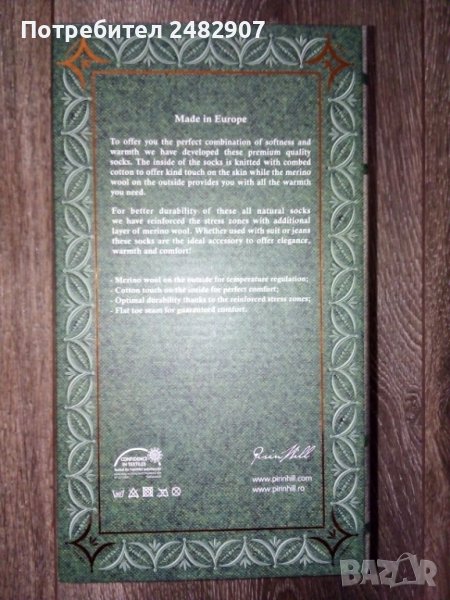 Потребител 2482907
Made in Europe
To offer you the perfect combination of softness and
warmth we have developed these premium quality
socks. The inside of the socks is knitted with combed
cotton to offer kind touch on the skin while the merino
wool on the outside provides you with all the warmth
you need.
For better durability of these all natural socks
we have reinforced the stress zones with additional
layer of merino wool. Whether used with suit or jeans
these socks are the ideal accessory to offer elegance,
warmth and comfort!
- Merino wool on the outside for temperature regulation;
- Cotton touch on the inside for perfect comfort;
- Optimal durability thanks to the reinforced stress zones;
- Flat toe seam for guaranteed comfort.
CONFIDENCE
IN TEXTILES
Pirin Hill
www.pirinhill.com
www.pirinhill.ro
BAZAR